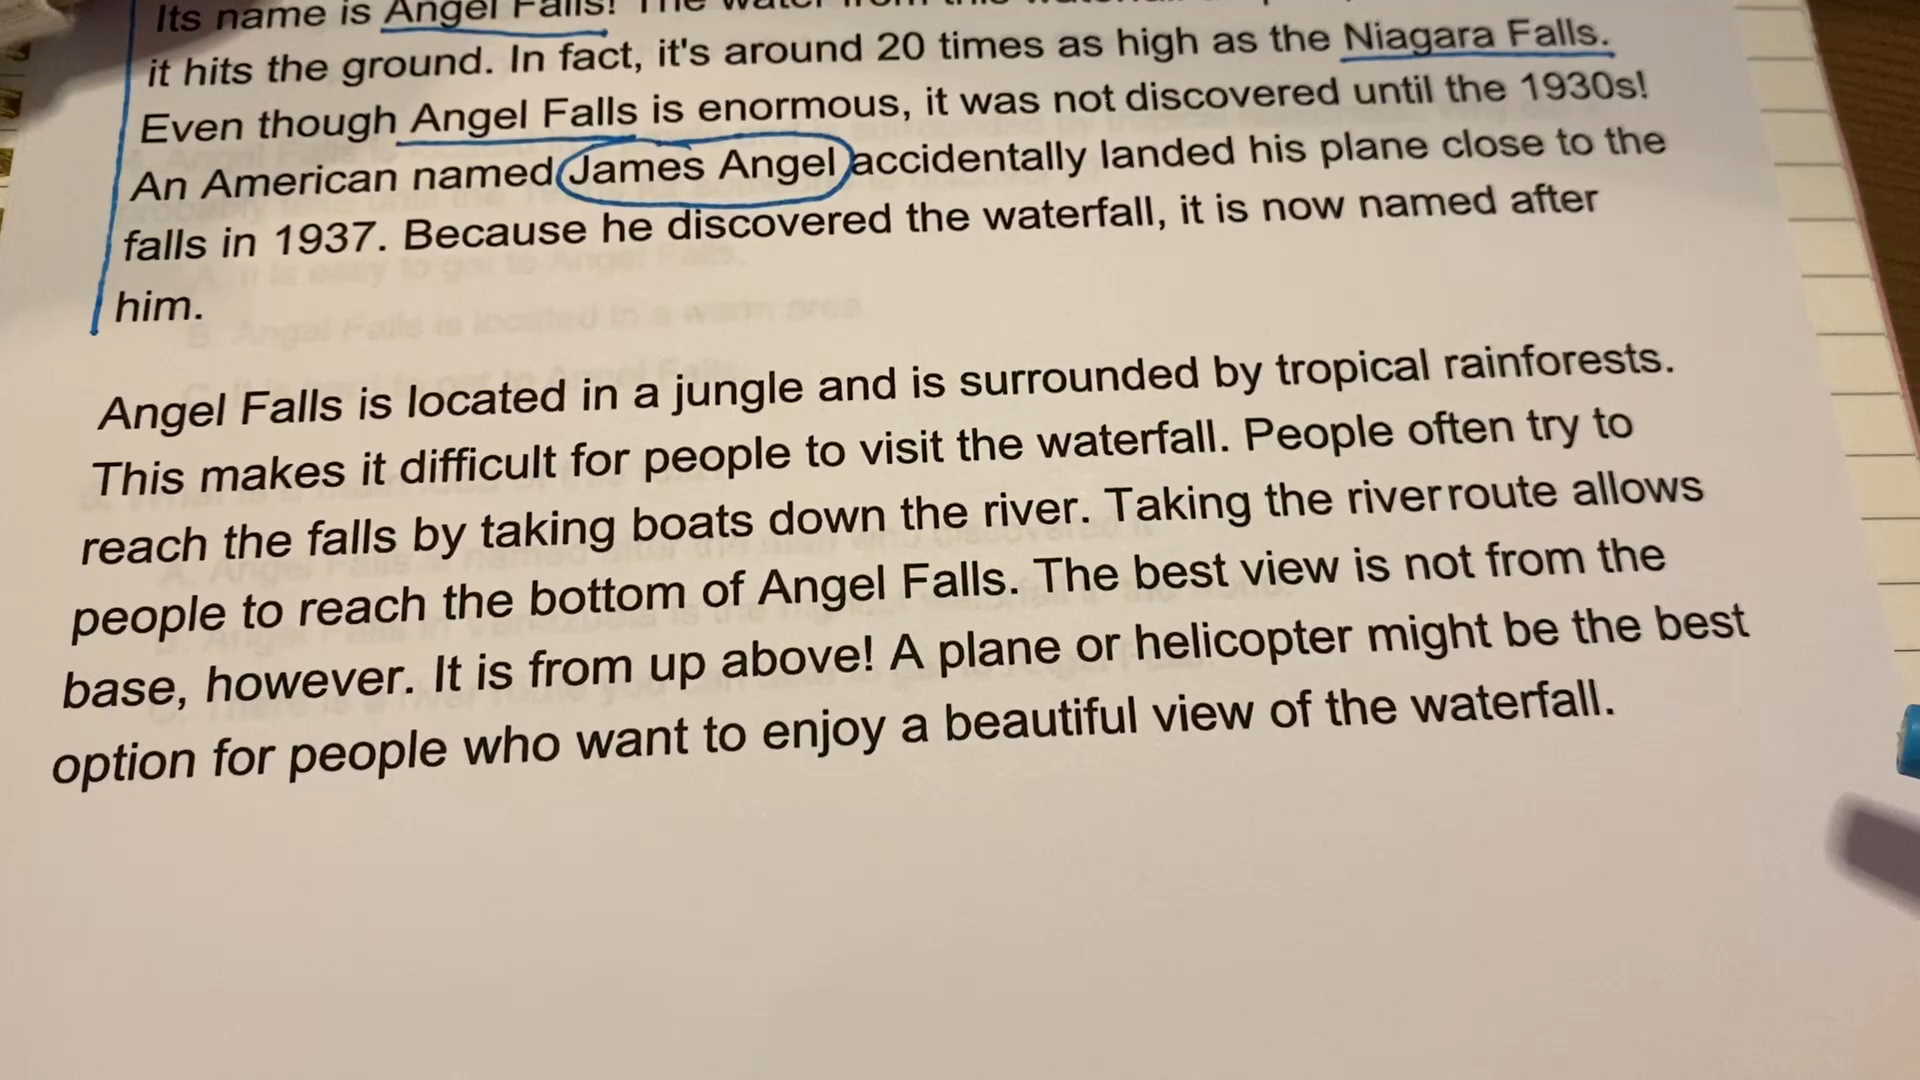 Its name is Angel Falls! The water from this
it hits the ground. In fact, it's around 20 times as high as the Niagara Falls.
Even though Angel Falls is enormous, it was not discovered until the 1930s!
An American named James Angel accidentally landed his plane close to the
falls in 1937. Because he discovered the waterfall, it is now named after
him.
Angel Falls is located in a jungle and is surrounded by tropical rainforests.
This makes it difficult for people to visit the waterfall. People often try to
reach the falls by taking boats down the river. Taking the river route allows
people to reach the bottom of Angel Falls. The best view is not from the
base, however. It is from up above! A plane or helicopter might be the best
option for people who want to enjoy a beautiful view of the waterfall.